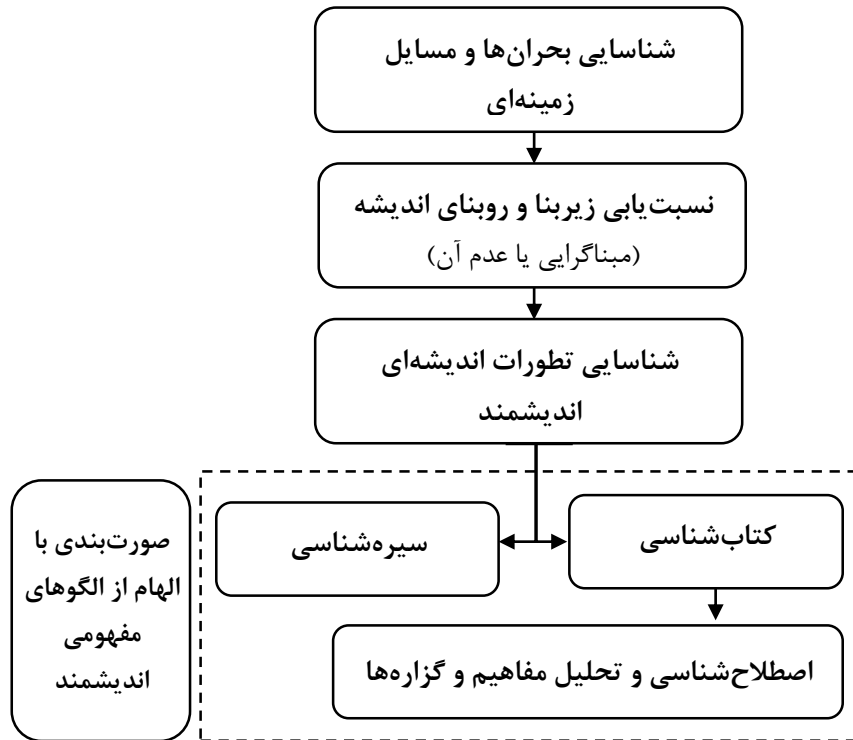 شناسایی بحران‌ها و مسایل
زمینه‌ای
نسبت‌یابی زیربنا و روبنای اندیشه
(مبناگرایی یا عدم آن)
شناسایی تطورات اندیشه‌ای
اندیشمند
کتاب‌شناسی
سیره‌شناسی
اصطلاح‌شناسی و تحلیل مفاهیم و گزاره‌ها
صورت‌بندی با
الهام از الگوهای
مفهومی
اندیشمند